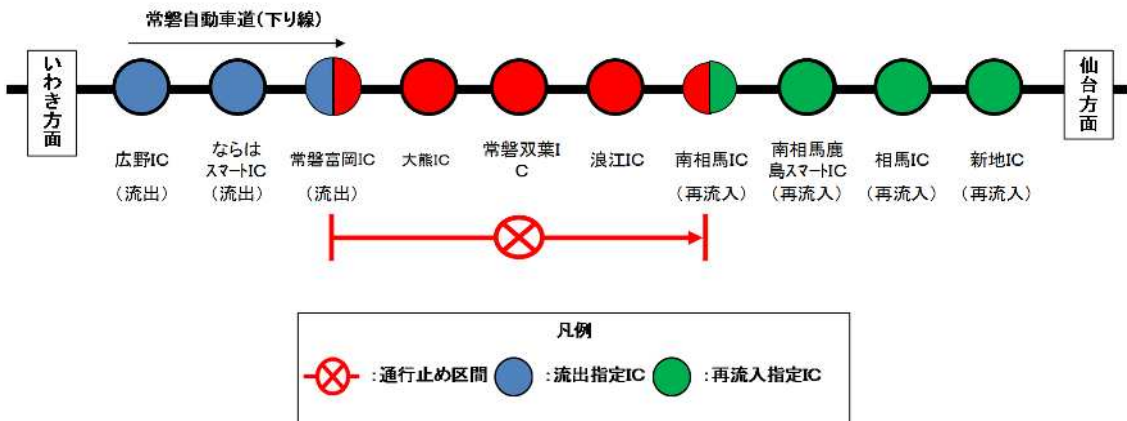 常磐自動車道(下り線)
いわき方面
仙台方面
広野IC
(流出)
ならは
スマートIC
(流出)
常磐富岡IC
(流出)
大熊IC
常磐双葉I
C
浪江IC
南相馬IC
(再流入)
南相馬鹿
島スマートIC
(再流入)
相馬IC
(再流入)
新地IC
(再流入)
凡例
:通行止め区間
:流出指定IC
:再流入指定IC